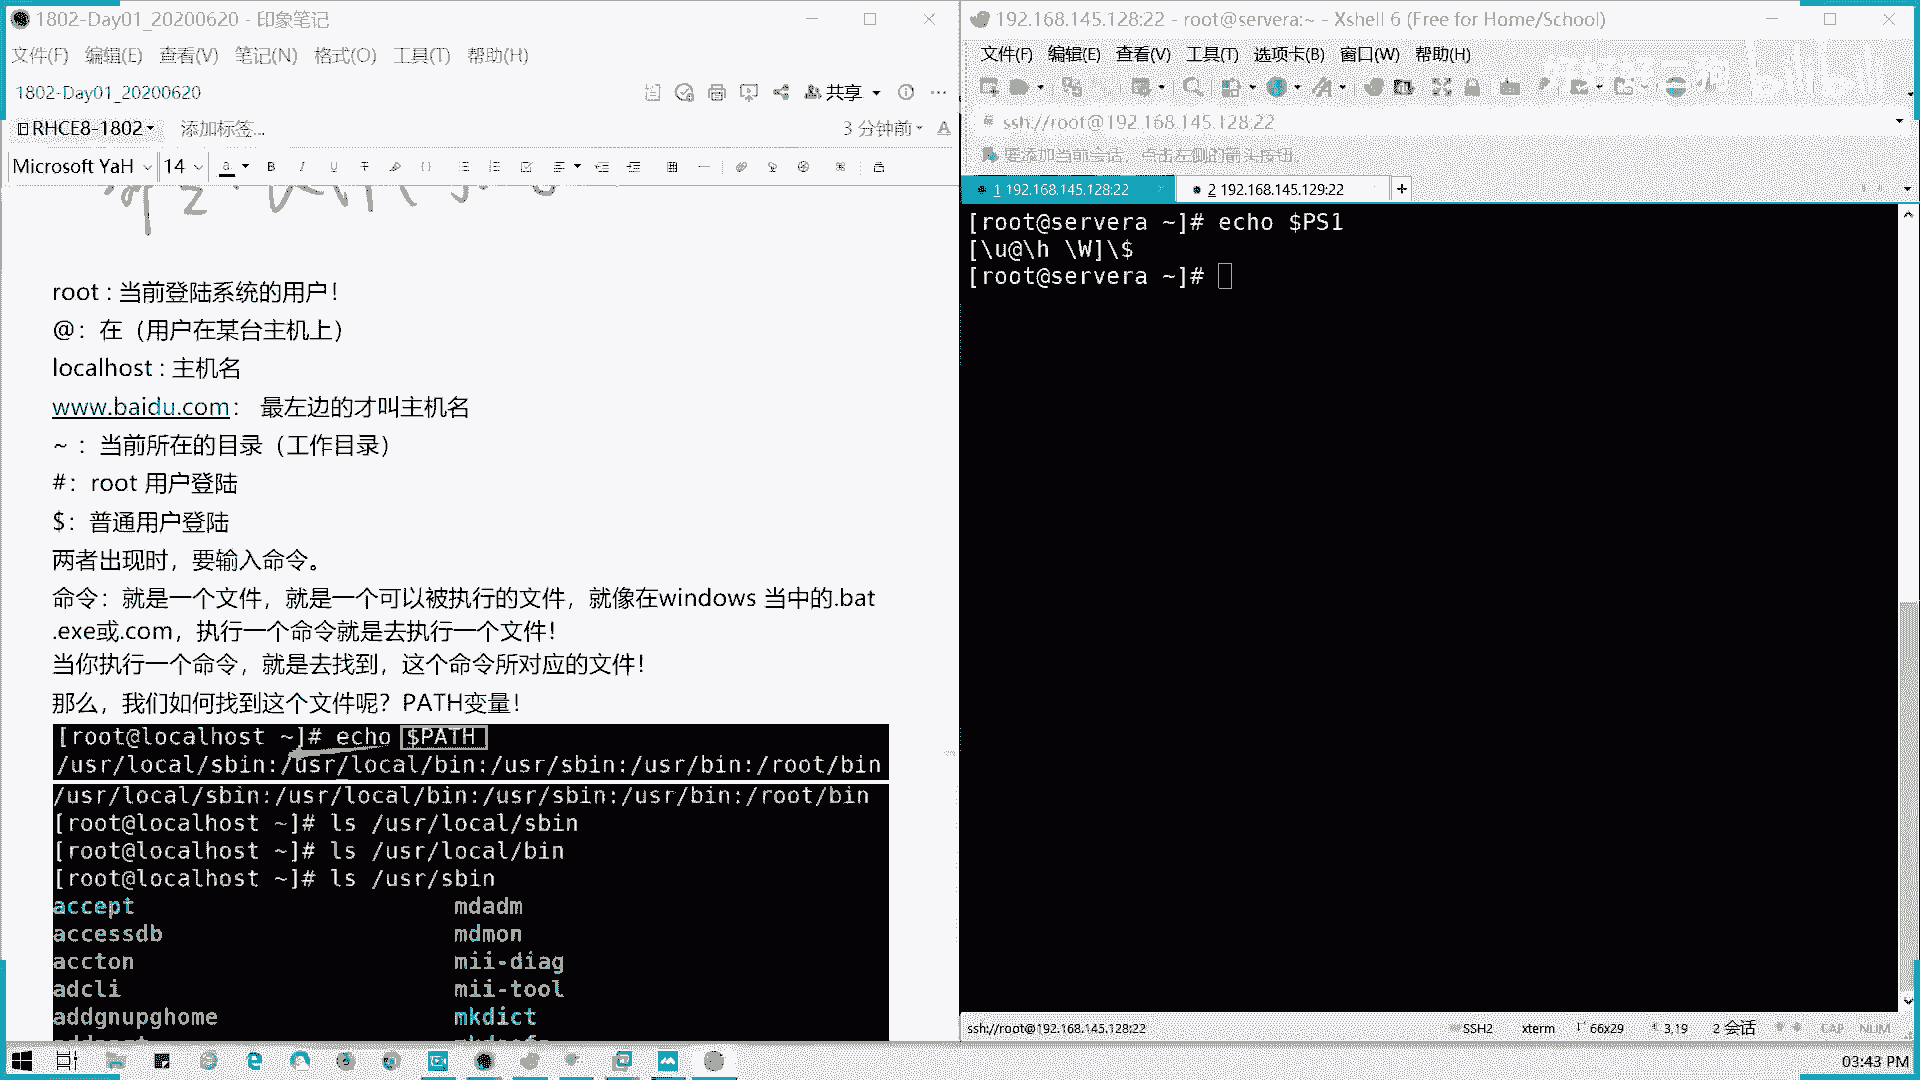 1802-Day01_20200620 - 印象笔记
文件(F) 编辑(E) 查看(V) 笔记(N) 格式(O) 工具(T) 帮助(H)
1802-Day01_20200620
共享
RHCE8-1802
添加标签...
3 分钟前
Microsoft YaH 14
root : 当前登陆系统的用户！
@：在（用户在某台主机上）
localhost : 主机名
www.baidu.com： 最左边的才叫主机名
~ ：当前所在的目录（工作目录）
#：root 用户登陆
$：普通用户登陆
两者出现时，要输入命令。
命令：就是一个文件，就是一个可以被执行的文件，就像在windows 当中的.bat
.exe或.com，执行一个命令就是去执行一个文件！
当你执行一个命令，就是去找到，这个命令所对应的文件！
那么，我们如何找到这个文件呢？PATH变量！
[root@localhost ~]# echo $PATH
/usr/local/sbin:/usr/local/bin:/usr/sbin:/usr/bin:/root/bin
/usr/local/sbin:/usr/local/bin:/usr/sbin:/usr/bin:/root/bin
[root@localhost ~]# ls /usr/local/sbin
[root@localhost ~]# ls /usr/local/bin
[root@localhost ~]# ls /usr/sbin
accept mdadm
accessdb mdmon
accton mii-diag
adcli mii-tool
addgnupghome mkdict
192.168.145.128:22 - root@servera:~ - Xshell 6 (Free for Home/School)
文件(F) 编辑(E) 查看(V) 工具(T) 选项卡(B) 窗口(W) 帮助(H)
bilibili
ssh://root@192.168.145.128:22
要添加当前会话，点击左侧的箭头按钮。
1 192.168.145.128:22 2 192.168.145.129:22
[root@servera ~]# echo $PS1
[\u@\h \W]\$
[root@servera ~]#
ssh://root@192.168.145.128:22 SSH2 xterm 66x29 3,19 2 会话 CAP NUM
03:43 PM